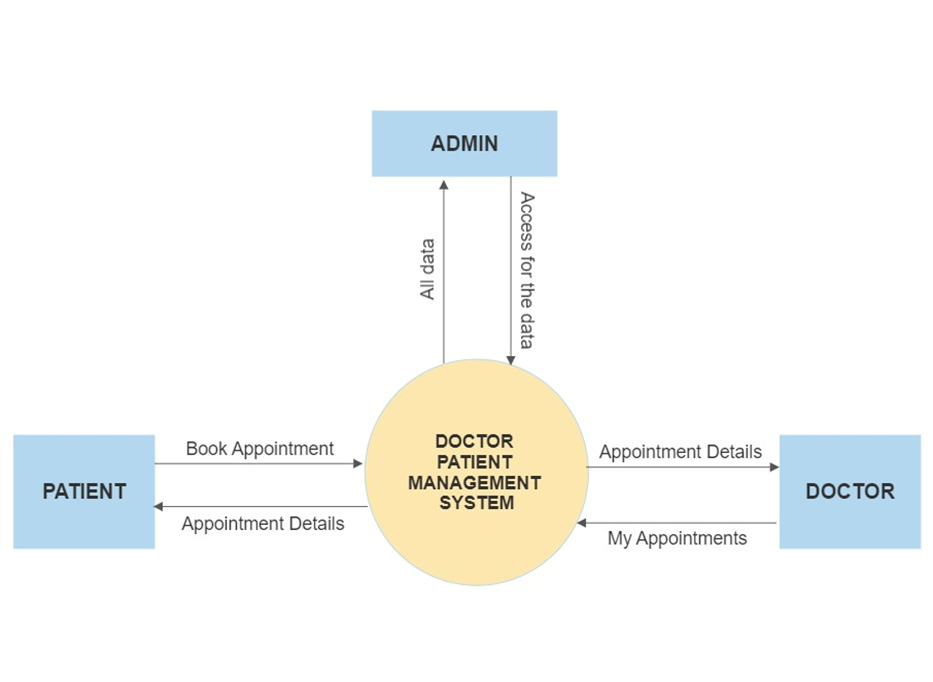 ADMIN
All data
Access for the data
PATIENT
Book Appointment
Appointment Details
DOCTOR
PATIENT
MANAGEMENT
SYSTEM
Appointment Details
My Appointments
DOCTOR